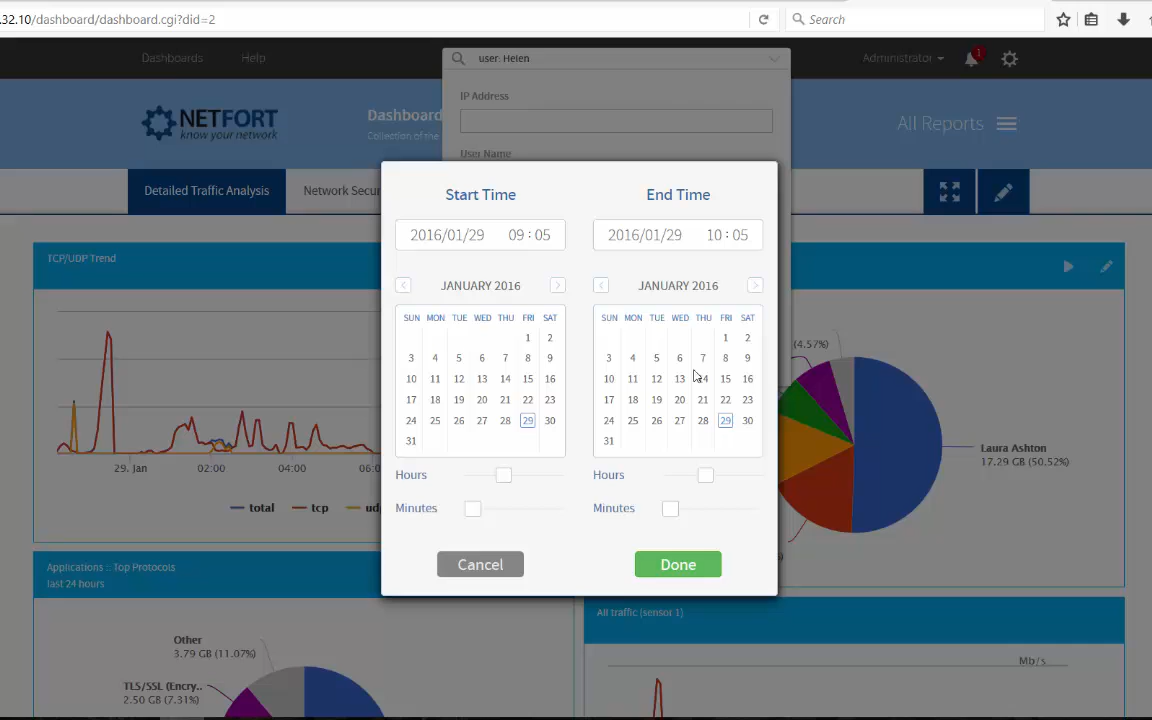 .32.10/dashboard/dashboard.cgi?did=2
Search
Dashboards
Help
user: Helen
Administrator
1
IP Address
NETFORT
know your network
Dashboard
Collection of the
All Reports
User Name
Detailed Traffic Analysis
Network Secu
Start Time
End Time
2016/01/29 09 : 05
2016/01/29 10 : 05
TCP/UDP Trend
JANUARY 2016
JANUARY 2016
SUN MON TUE WED THU FRI SAT
1 2
3 4 5 6 7 8 9
10 11 12 13 14 15 16
17 18 19 20 21 22 23
24 25 26 27 28 29 30
31
SUN MON TUE WED THU FRI SAT
1 2
3 4 5 6 7 8 9
10 11 12 13 14 15 16
17 18 19 20 21 22 23
24 25 26 27 28 29 30
31
(4.57%)
Laura Ashton
17.29 GB (50.52%)
29. Jan 02:00 04:00 06:0
total tcp ud
Hours
Hours
Minutes
Minutes
Cancel
Done
Applications :: Top Protocols
last 24 hours
All traffic (sensor 1)
Other
3.79 GB (11.07%)
TLS/SSL (Encry..
2.50 GB (7.31%)
Mb/s